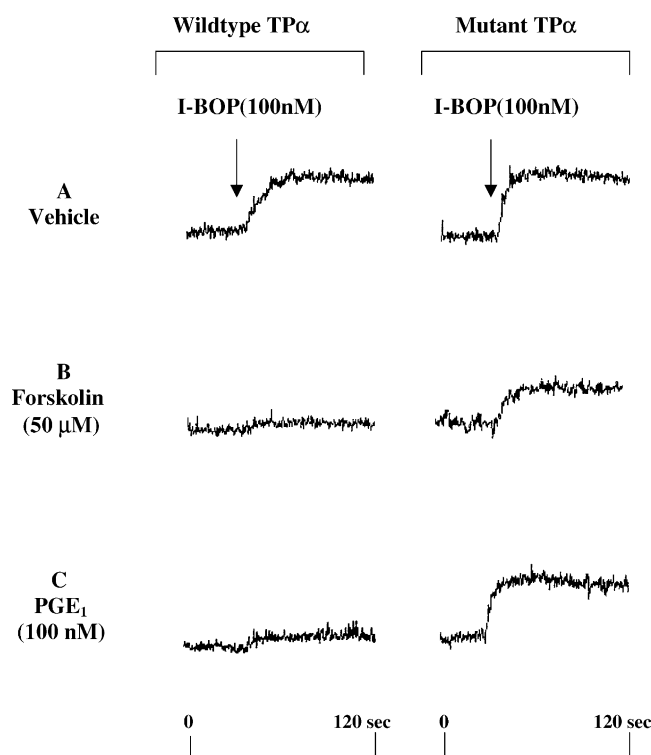 Wildtype TPα
Mutant TPα
I-BOP(100nM)
I-BOP(100nM)
A
Vehicle
B
Forskolin
(50 μM)
C
PGE₁
(100 nM)
0
120 sec
0
120 sec